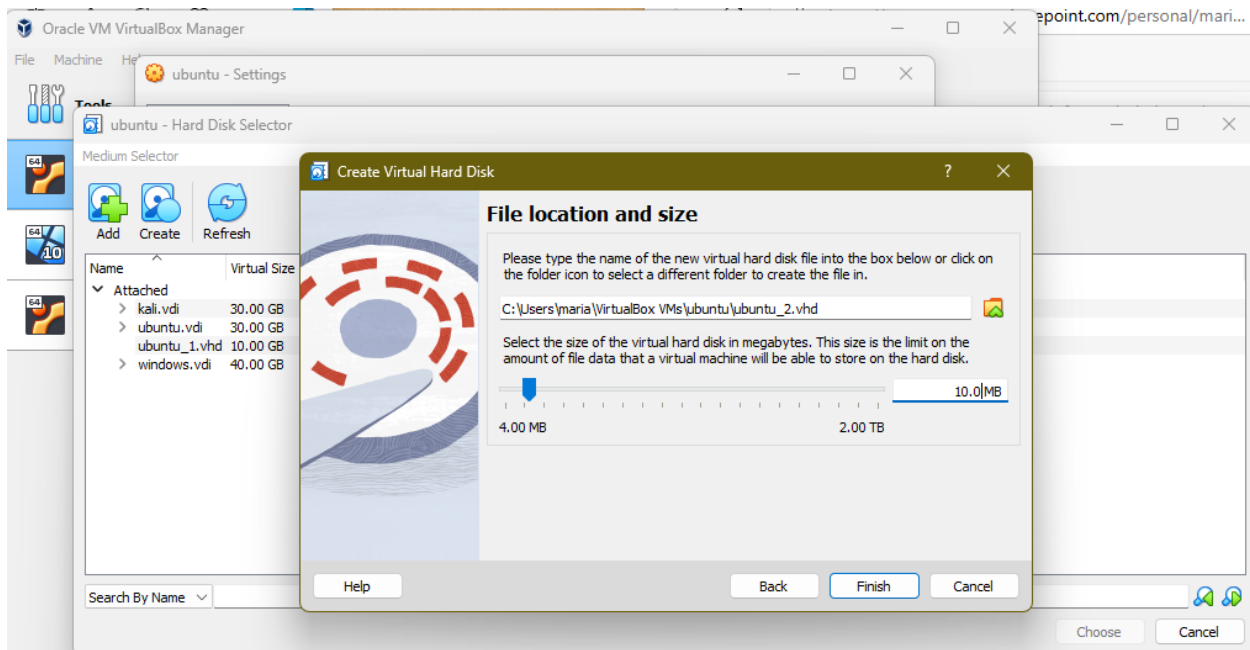 epoint.com/personal/mari...
Oracle VM VirtualBox Manager
File Machine He
ubuntu - Settings
Tools
ubuntu - Hard Disk Selector
Medium Selector
Create Virtual Hard Disk
?
Add Create Refresh
File location and size
Name Virtual Size
Please type the name of the new virtual hard disk file into the box below or click on
the folder icon to select a different folder to create the file in.
Attached
kali.vdi 30.00 GB
ubuntu.vdi 30.00 GB
ubuntu_1.vhd 10.00 GB
windows.vdi 40.00 GB
C:\Users\maria\VirtualBox VMs\ubuntu\ubuntu_2.vhd
Select the size of the virtual hard disk in megabytes. This size is the limit on the
amount of file data that a virtual machine will be able to store on the hard disk.
10.0 MB
4.00 MB 2.00 TB
64
64
10
64
Help Back Finish Cancel
Search By Name
Choose Cancel